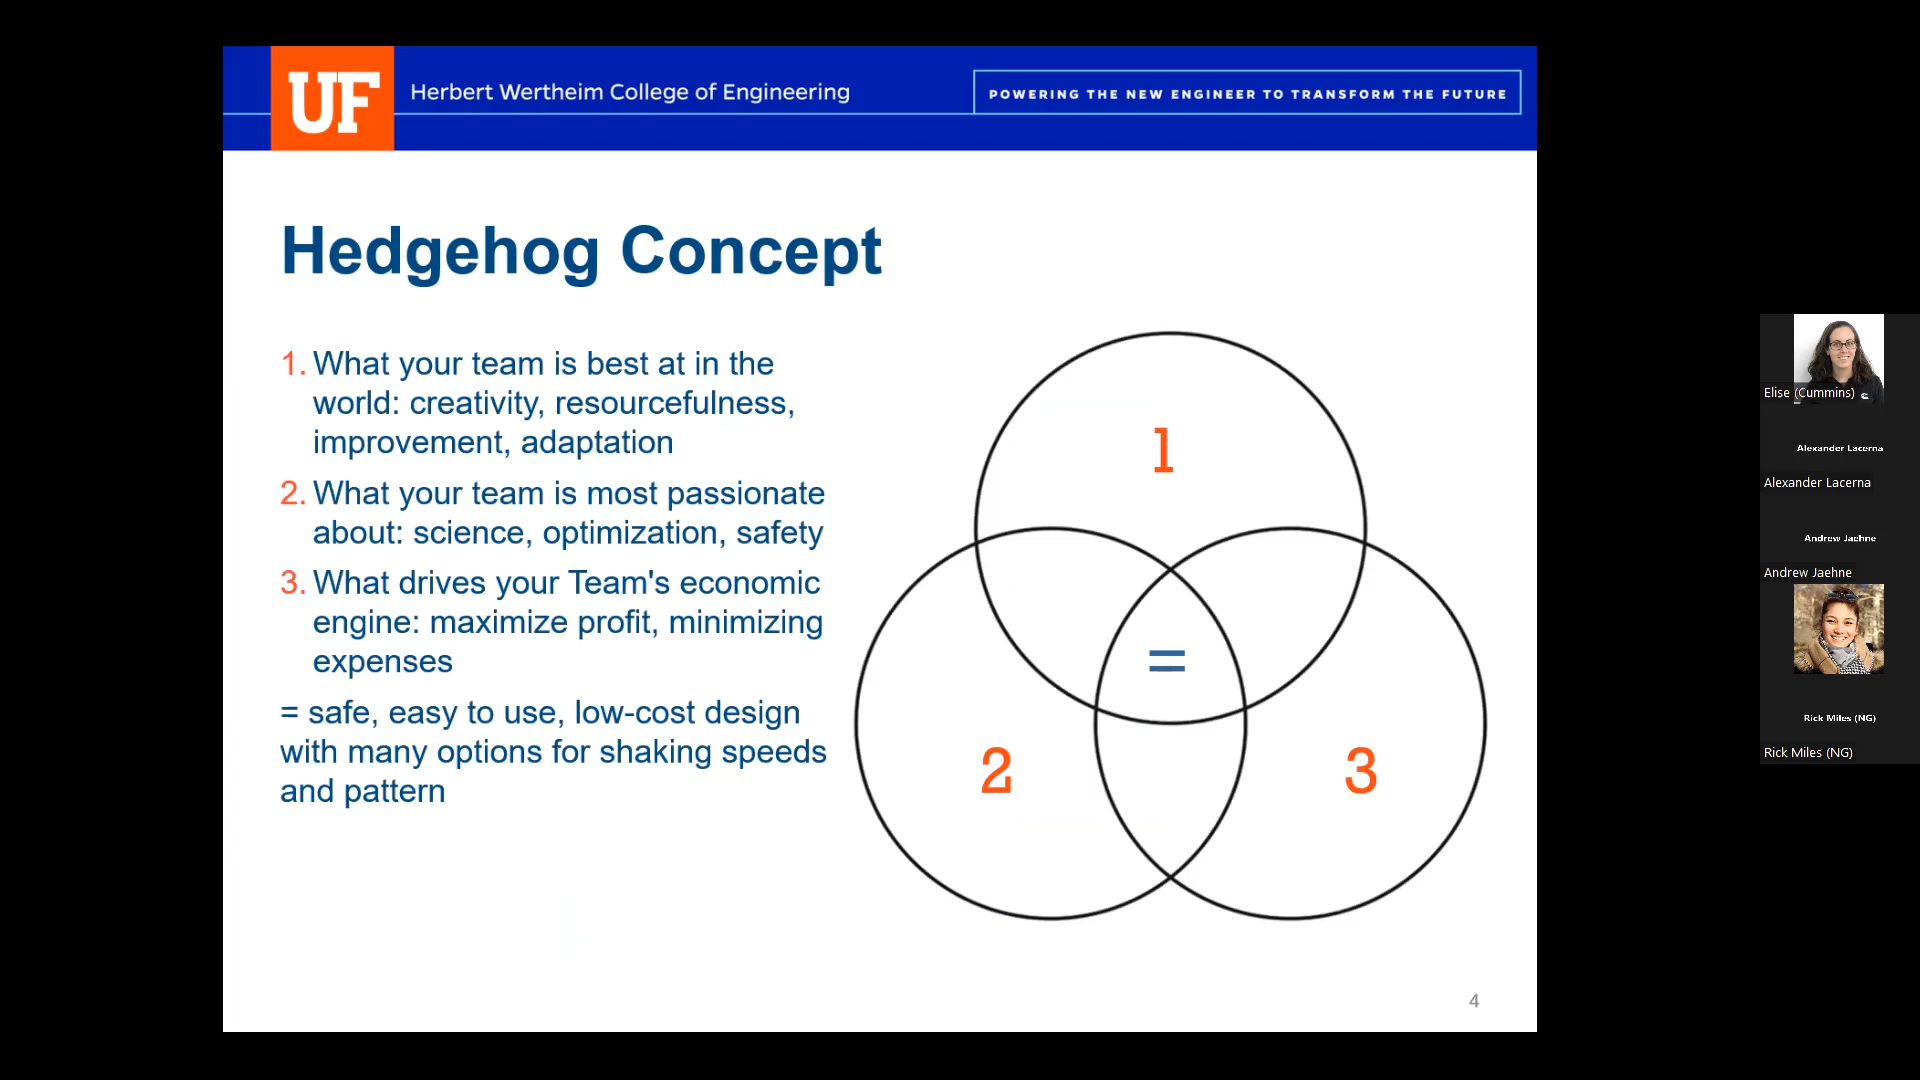 UF
Herbert Wertheim College of Engineering
POWERING THE NEW ENGINEER TO TRANSFORM THE FUTURE
Hedgehog Concept
1. What your team is best at in the
world: creativity, resourcefulness,
improvement, adaptation
2. What your team is most passionate
about: science, optimization, safety
3. What drives your Team's economic
engine: maximize profit, minimizing
expenses
= safe, easy to use, low-cost design
with many options for shaking speeds
and pattern
1
=
2
3
4
Elise (Cummins)
Alexander Lacerna
Alexander Lacerna
Andrew Jaehne
Andrew Jaehne
Rick Miles (NG)
Rick Miles (NG)